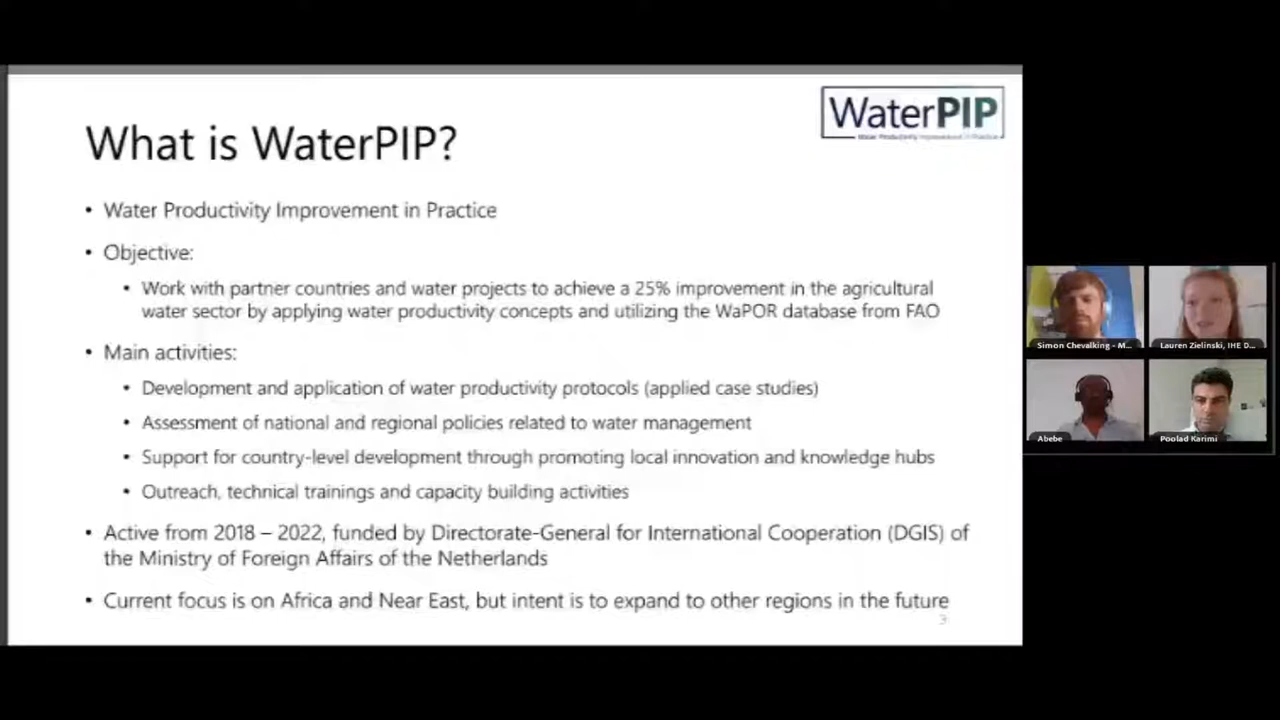 WaterPIP
Water Productivity Improvement in Practice
What is WaterPIP?
• Water Productivity Improvement in Practice
• Objective:
• Work with partner countries and water projects to achieve a 25% improvement in the agricultural
water sector by applying water productivity concepts and utilizing the WaPOR database from FAO
• Main activities:
• Development and application of water productivity protocols (applied case studies)
• Assessment of national and regional policies related to water management
• Support for country-level development through promoting local innovation and knowledge hubs
• Outreach, technical trainings and capacity building activities
• Active from 2018 – 2022, funded by Directorate-General for International Cooperation (DGIS) of
the Ministry of Foreign Affairs of the Netherlands
• Current focus is on Africa and Near East, but intent is to expand to other regions in the future
3
Simon Chevalking - M...
Lauren Zielinski, IHE D...
Abebe
Poolad Karimi